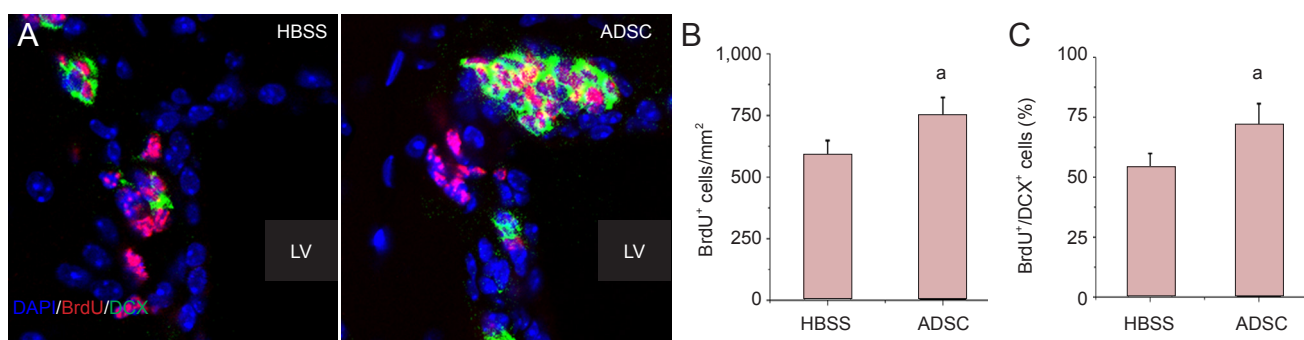 A
HBSS
LV
DAPI/BrdU/DCX
ADSC
LV
B
1,000
750
500
250
0
BrdU⁺ cells/mm²
a
HBSS
ADSC
C
100
75
50
25
0
BrdU⁺/DCX⁺ cells (%)
a
HBSS
ADSC